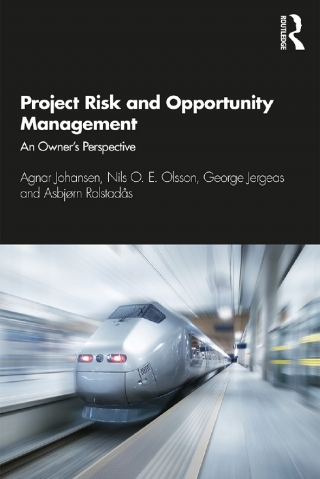 ROUTLEDGE
Project Risk and Opportunity
Management
An Owner's Perspective
Agnar Johansen, Nils O. E. Olsson, George Jergeas
and Asbjørn Rolstadås